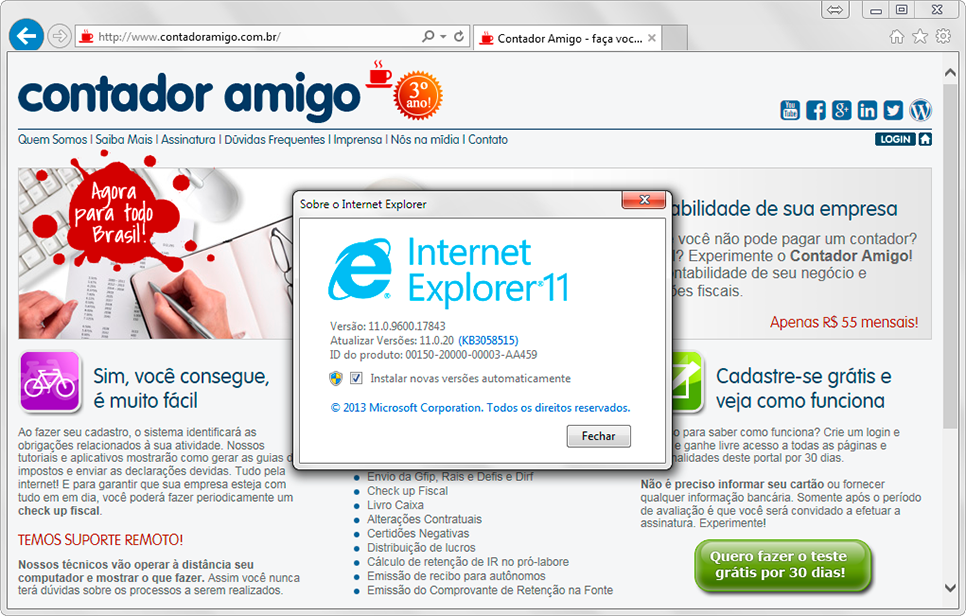 http://www.contadoramigo.com.br/
Contador Amigo - faça voc...
contador amigo
3º
ano!
You
Tube
Quem Somos | Saiba Mais | Assinatura | Dúvidas Frequentes | Imprensa | Nós na mídia | Contato
LOGIN
Agora
para todo
Brasil!
abilidade de sua empresa
você não pode pagar um contador?
? Experimente o Contador Amigo!
ntabilidade de seu negócio e
es fiscais.
Apenas R$ 55 mensais!
Sobre o Internet Explorer
Internet
Explorer 11
Versão: 11.0.9600.17843
Atualizar Versões: 11.0.20 (KB3058515)
ID do produto: 00150-20000-00003-AA459
Instalar novas versões automaticamente
© 2013 Microsoft Corporation. Todos os direitos reservados.
Fechar
Sim, você consegue,
é muito fácil
Ao fazer seu cadastro, o sistema identificará as
obrigações relacionados à sua atividade. Nossos
tutoriais e aplicativos mostrarão como gerar as guias d
impostos e enviar as declarações devidas. Tudo pela
internet! E para garantir que sua empresa esteja com
tudo em em dia, você poderá fazer periodicamente um
check up fiscal.
TEMOS SUPORTE REMOTO!
Nossos técnicos vão operar à distância seu
computador e mostrar o que fazer. Assim você nunca
terá dúvidas sobre os processos a serem realizados.
Envio da Gfip, Rais e Defis e Dirf
Check up Fiscal
Livro Caixa
Alterações Contratuais
Certidões Negativas
Distribuição de lucros
Cálculo de retenção de IR no pró-labore
Emissão de recibo para autônomos
Emissão do Comprovante de Retenção na Fonte
Cadastre-se grátis e
veja como funciona
o para saber como funciona? Crie um login e
e ganhe livre acesso a todas as páginas e
nalidades deste portal por 30 dias.
Não é preciso informar seu cartão ou fornecer
qualquer informação bancária. Somente após o período
de avaliação é que você será convidado a efetuar a
assinatura. Experimente!
Quero fazer o teste
grátis por 30 dias!